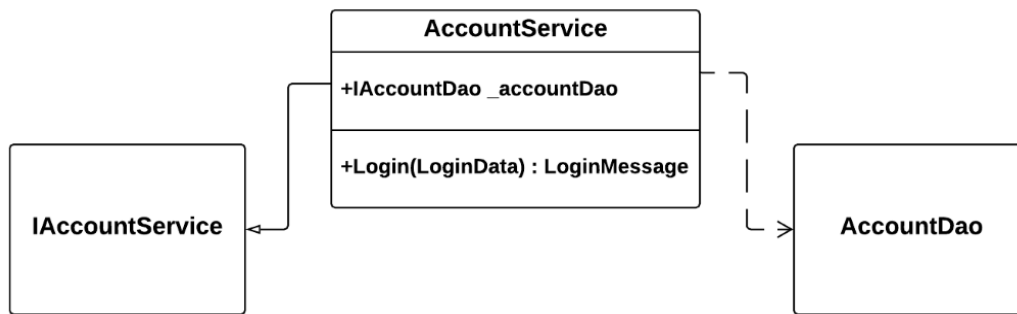 AccountService
+IAccountDao _accountDao
+Login(LoginData) : LoginMessage
IAccountService
AccountDao